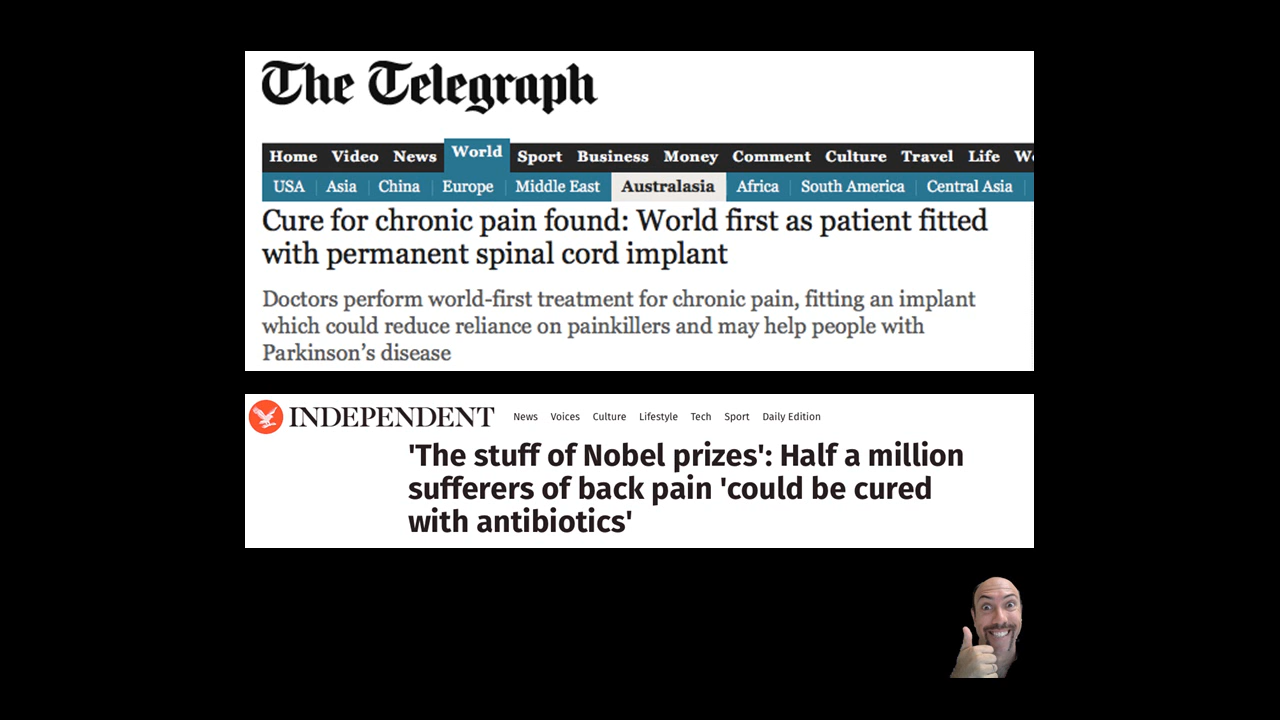 The Telegraph
Home Video News World Sport Business Money Comment Culture Travel Life
USA Asia China Europe Middle East Australasia Africa South America Central Asia
Cure for chronic pain found: World first as patient fitted
with permanent spinal cord implant
Doctors perform world-first treatment for chronic pain, fitting an implant
which could reduce reliance on painkillers and may help people with
Parkinson’s disease
INDEPENDENT News Voices Culture Lifestyle Tech Sport Daily Edition
'The stuff of Nobel prizes': Half a million
sufferers of back pain 'could be cured
with antibiotics'